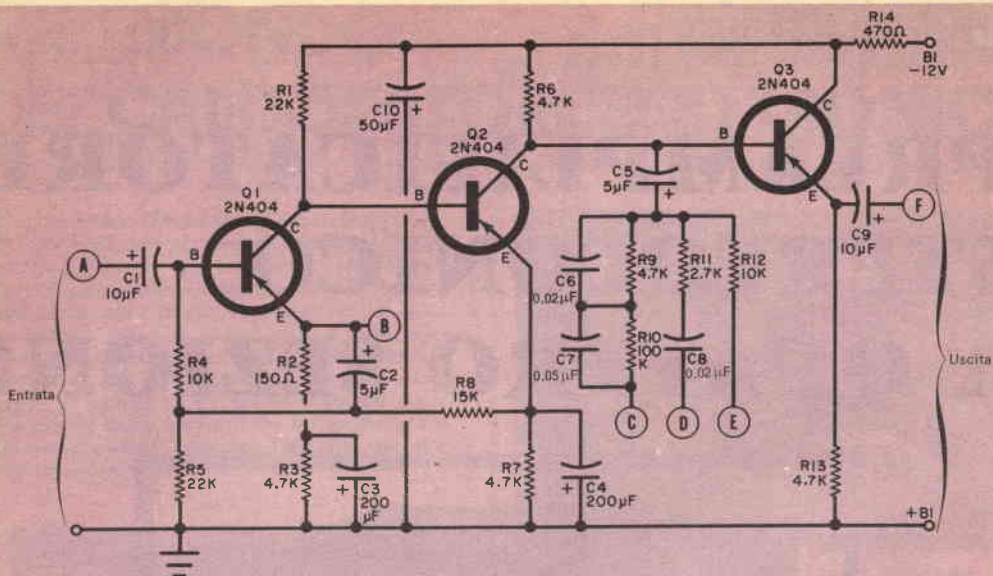 R14
470Ω
B1
-12V
R1
22K
C10
50µF
+
R6
4.7K
Q3
2N404
B
C
E
Q2
2N404
B
C
E
C5
5µF
+
Q1
2N404
B
C
E
A
+
C1
10µF
C9
10µF
+
F
B
R4
10K
R2
150Ω
+
C2
5µF
R8
15K
C6
0.02µF
R9
4.7K
R11
2.7K
R12
10K
C7
0.05µF
R10
100
K
C8
0.02µF
C
D
E
Entrata
Uscita
R5
22K
R3
4.7K
+
C3
200
µF
R7
4.7K
+
C4
200µF
R13
4.7K
+B1